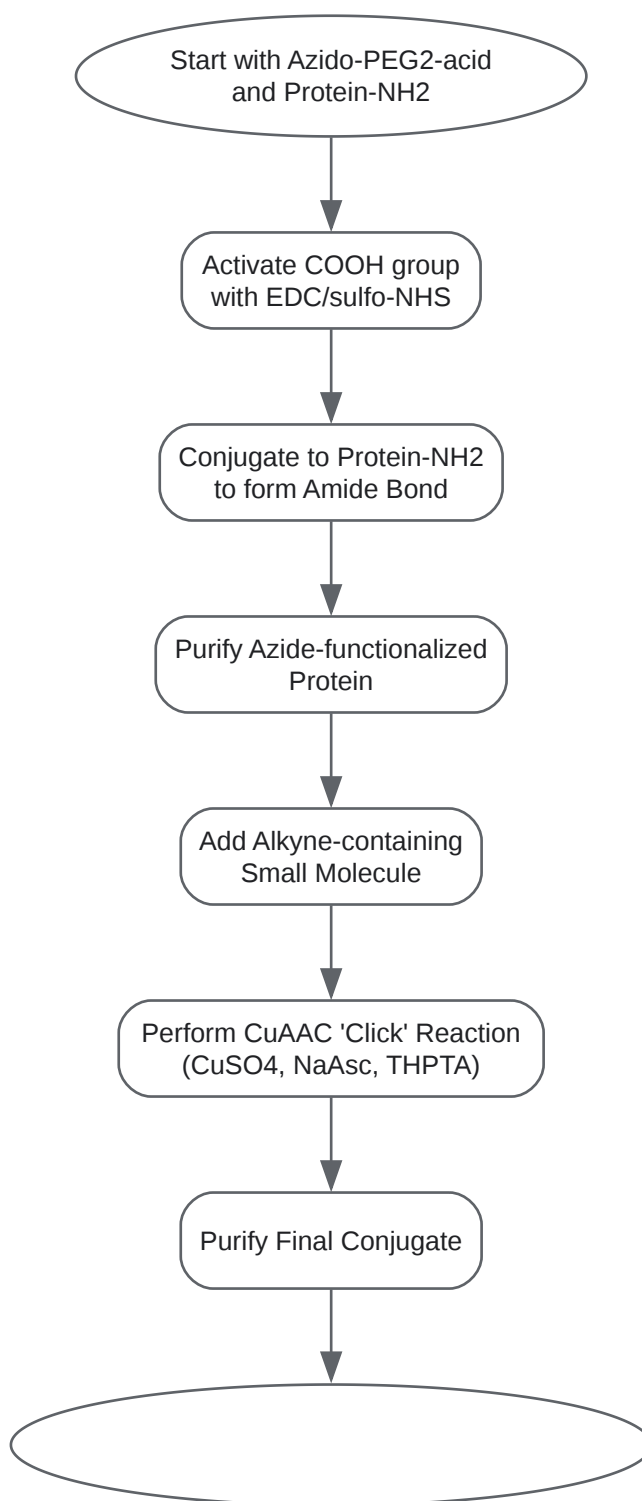 Start with Azido-PEG2-acid
and Protein-NH2
Activate COOH group
with EDC/sulfo-NHS
Conjugate to Protein-NH2
to form Amide Bond
Purify Azide-functionalized
Protein
Add Alkyne-containing
Small Molecule
Perform CuAAC 'Click' Reaction
(CuSO4, NaAsc, THPTA)
Purify Final Conjugate